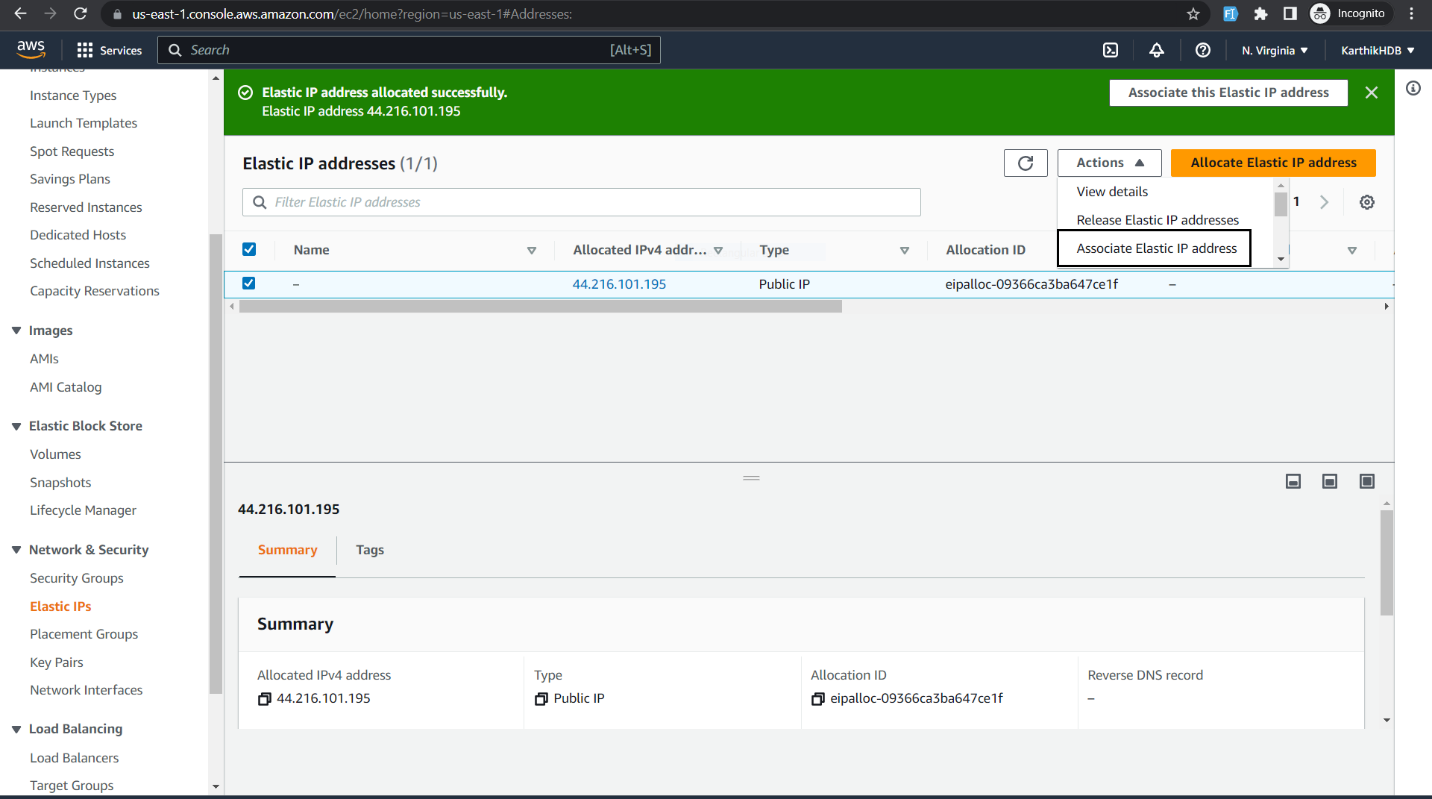 us-east-1.console.aws.amazon.com/ec2/home?region=us-east-1#Addresses:
Incognito
aws
Services
Search
[Alt+S]
N. Virginia
KarthikHDB
Instances
Instance Types
Launch Templates
Spot Requests
Savings Plans
Reserved Instances
Dedicated Hosts
Scheduled Instances
Capacity Reservations
Images
AMIs
AMI Catalog
Elastic Block Store
Volumes
Snapshots
Lifecycle Manager
Network & Security
Security Groups
Elastic IPs
Placement Groups
Key Pairs
Network Interfaces
Load Balancing
Load Balancers
Target Groups
Elastic IP address allocated successfully.
Elastic IP address 44.216.101.195
Associate this Elastic IP address
Elastic IP addresses (1/1)
Actions
Allocate Elastic IP address
View details
Release Elastic IP addresses
Associate Elastic IP address
Filter Elastic IP addresses
1
Name
Allocated IPv4 addr...
Type
Allocation ID
–
44.216.101.195
Public IP
eipalloc-09366ca3ba647ce1f
–
44.216.101.195
Summary
Tags
Summary
Allocated IPv4 address
44.216.101.195
Type
Public IP
Allocation ID
eipalloc-09366ca3ba647ce1f
Reverse DNS record
–